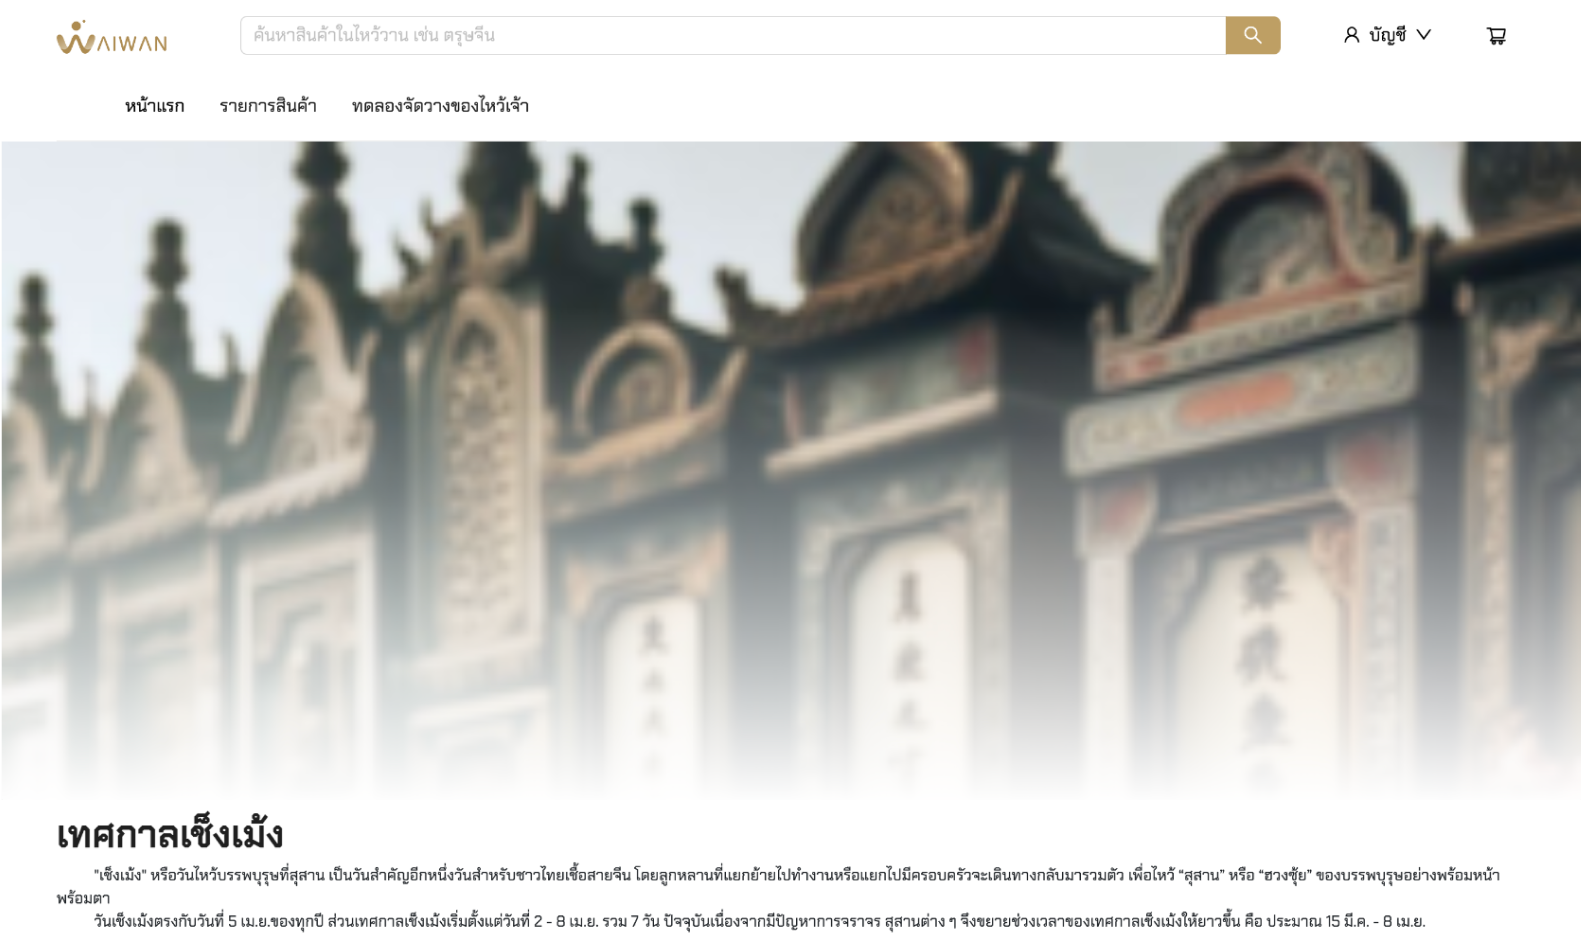 WAIWAN
ค้นหาสินค้าในไหว้วาน เช่น ตรุษจีน
บัญชี
หน้าแรก
รายการสินค้า
ทดลองจัดวางของไหว้เจ้า
เทศกาลเช็งเม้ง
"เช็งเม้ง" หรือวันไหว้บรรพบุรุษที่สุสาน เป็นวันสำคัญอีกหนึ่งวันสำหรับชาวไทยเชื้อสายจีน โดยลูกหลานที่แยกย้ายไปทำงานหรือแยกไปมีครอบครัวจะเดินทางกลับมารวมตัว เพื่อไหว้ “สุสาน” หรือ “ฮวงซุ้ย” ของบรรพบุรุษอย่างพร้อมหน้า
พร้อมตา
วันเช็งเม้งตรงกับวันที่ 5 เม.ย.ของทุกปี ส่วนเทศกาลเช็งเม้งเริ่มตั้งแต่วันที่ 2 - 8 เม.ย. รวม 7 วัน ปัจจุบันเนื่องจากมีปัญหาการจราจร สุสานต่าง ๆ จึงขยายช่วงเวลาของเทศกาลเช็งเม้งให้ยาวขึ้น คือ ประมาณ 15 มี.ค. - 8 เม.ย.